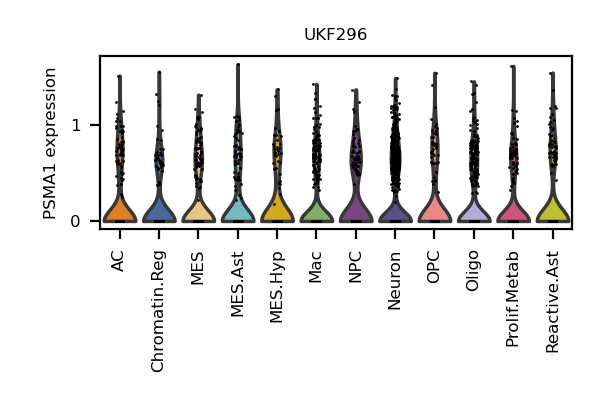 UKF296
PSMA1 expression
1
0
AC
Chromatin.Reg
MES
MES.Ast
MES.Hyp
Mac
NPC
Neuron
OPC
Oligo
Prolif.Metab
Reactive.Ast